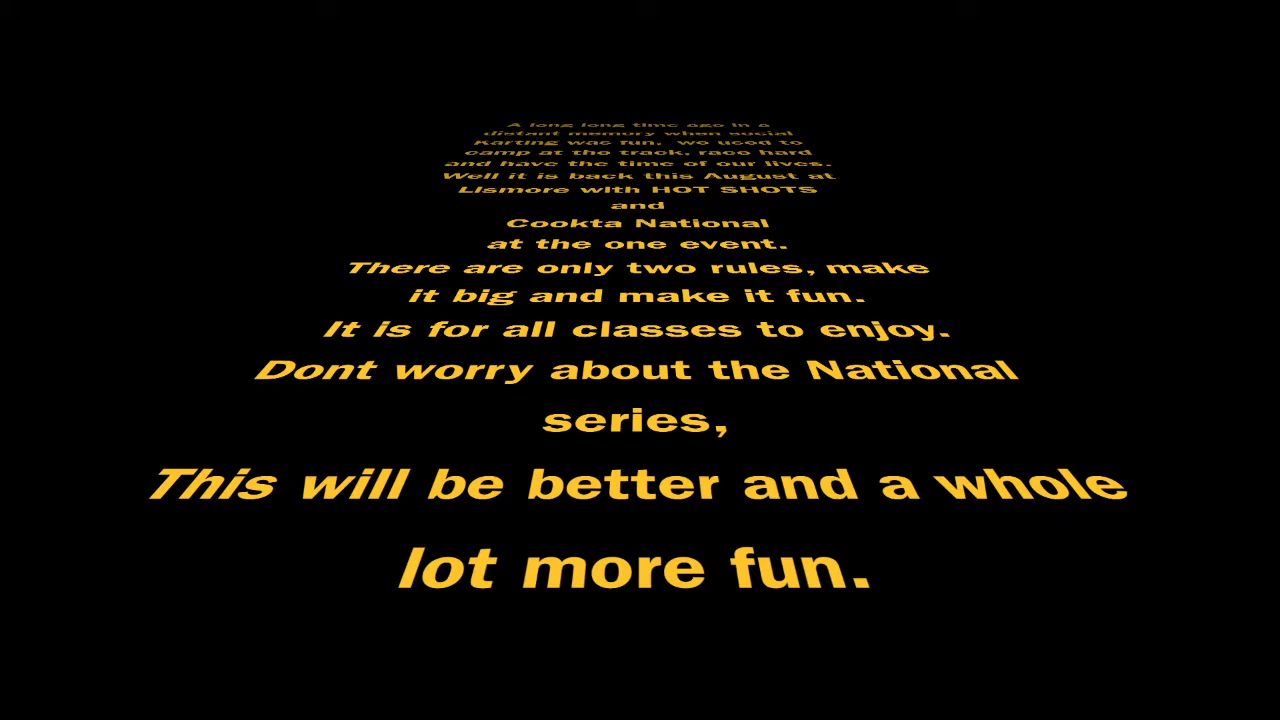 A long long time ago in a
distant memory when social
Karting was fun, we used to
camp at the track, race hard
and have the time of our lives.
Well it is back this August at
Lismore with HOT SHOTS
and
Cookta National
at the one event.
There are only two rules, make
it big and make it fun.
It is for all classes to enjoy.
Dont worry about the National
series,
This will be better and a whole
lot more fun.